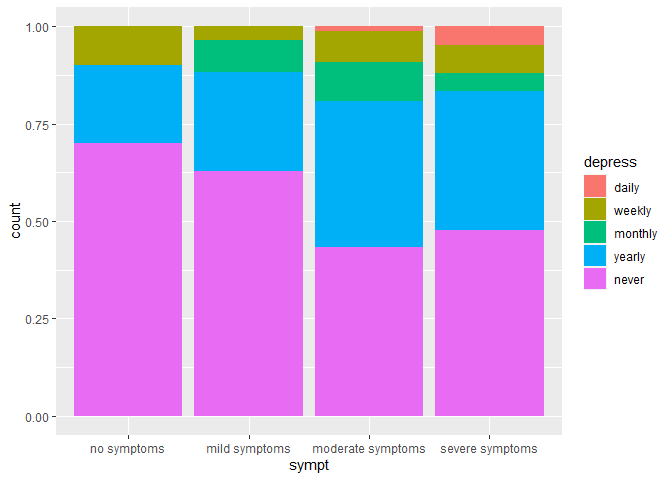 1.00
0.75
0.50
0.25
0.00
count
no symptoms
mild symptoms
moderate symptoms
severe symptoms
sympt
depress
daily
weekly
monthly
yearly
never